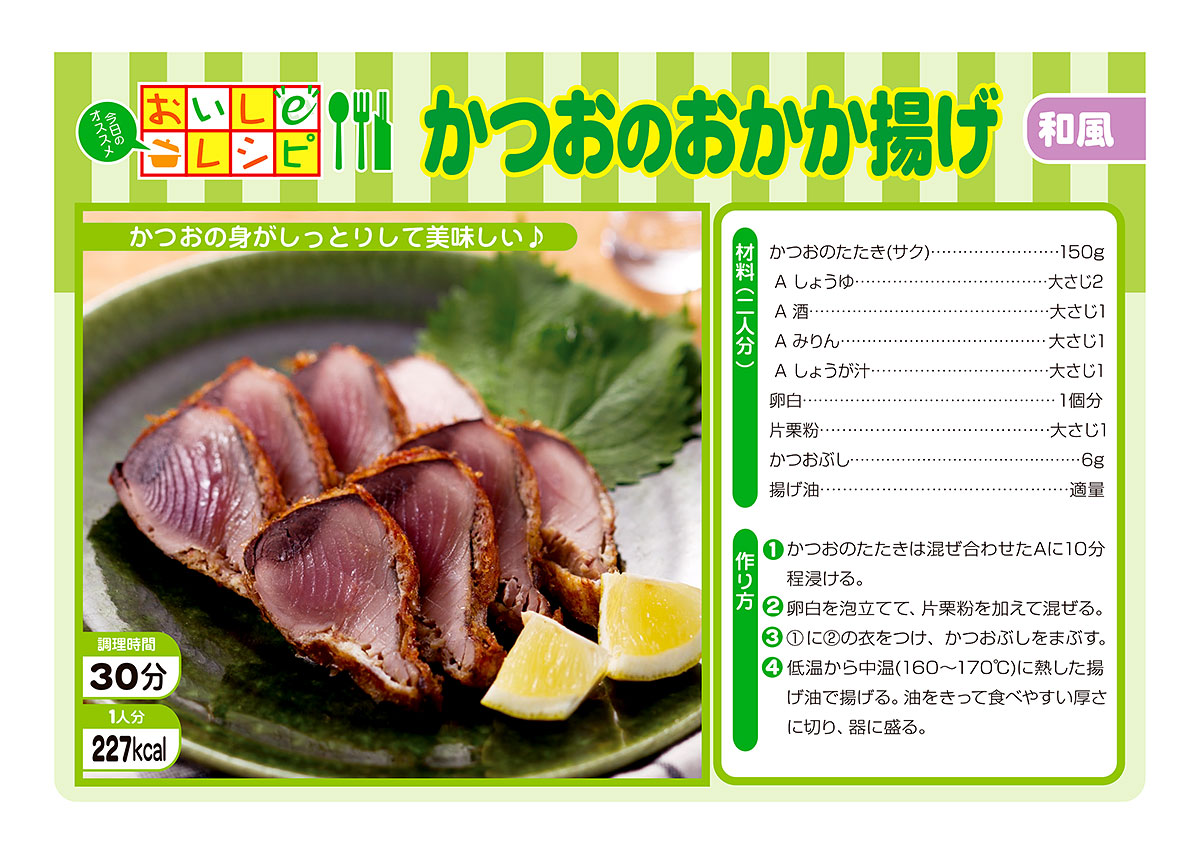 今日の
オススメ
おいしe
レシピ
かつおのおかか揚げ
和風
かつおの身がしっとりして美味しい♪
調理時間
30分
1人分
227kcal
材料(二人分)
かつおのたたき(サク)……………………150g
A しょうゆ………………………………大さじ2
A 酒………………………………………大さじ1
A みりん…………………………………大さじ1
A しょうが汁……………………………大さじ1
卵白…………………………………………1個分
片栗粉……………………………………大さじ1
かつおぶし……………………………………6g
揚げ油………………………………………適量
作り方
❶かつおのたたきは混ぜ合わせたAに10分
程浸ける。
❷卵白を泡立てて、片栗粉を加えて混ぜる。
❸①に②の衣をつけ、かつおぶしをまぶす。
❹低温から中温(160〜170℃)に熱した揚
げ油で揚げる。油をきって食べやすい厚さ
に切り、器に盛る。